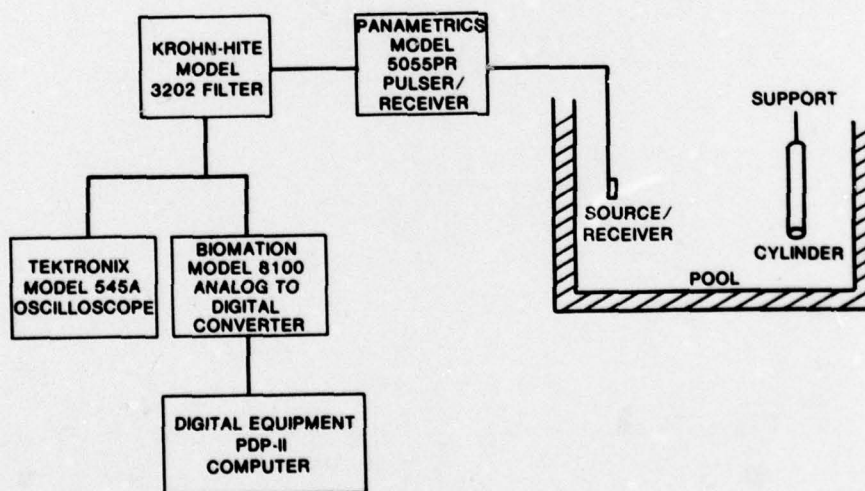 KROHN-HITE
MODEL
3202 FILTER
PANAMETRICS
MODEL
5055PR
PULSER/
RECEIVER
SUPPORT
SOURCE/
RECEIVER
CYLINDER
POOL
TEKTRONIX
MODEL 545A
OSCILLOSCOPE
BIOMATION
MODEL 8100
ANALOG TO
DIGITAL
CONVERTER
DIGITAL EQUIPMENT
PDP-II
COMPUTER